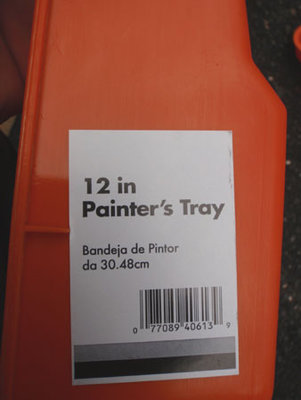 12 in
Painter's Tray
Bandeja de Pintor
da 30.48cm
0 77089 40613 9